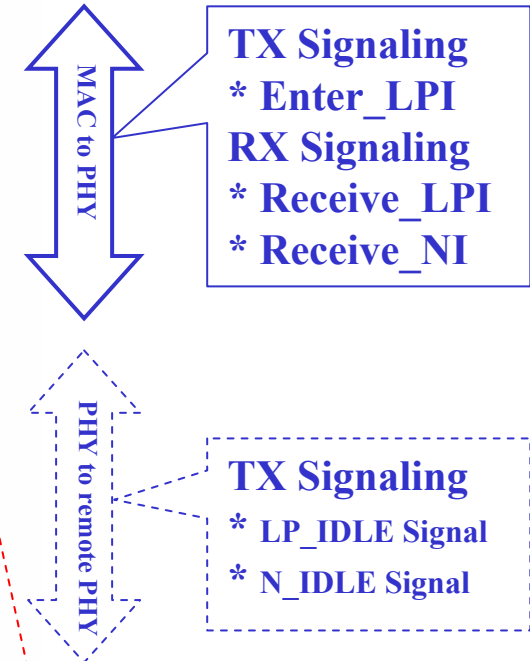 MAC to PHY
TX Signaling
* Enter_LPI
RX Signaling
* Receive_LPI
* Receive_NI
PHY to remote PHY
TX Signaling
* LP_IDLE Signal
* N_IDLE Signal